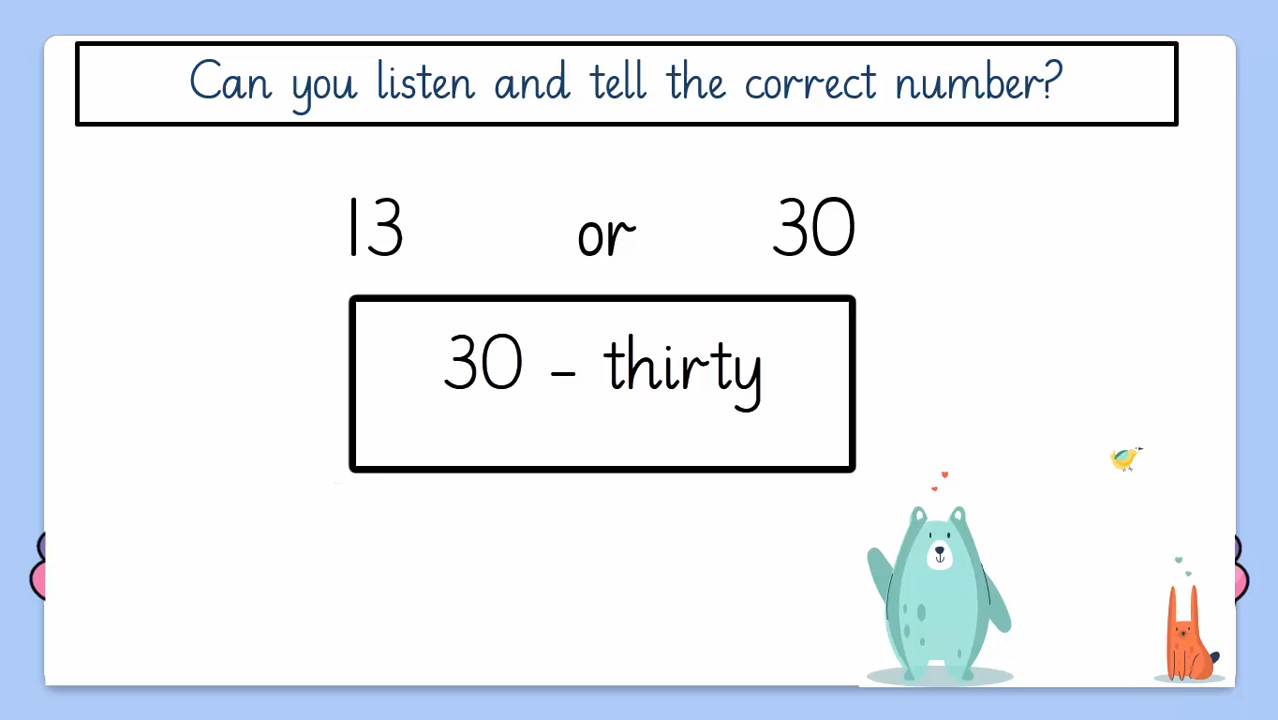 Can you listen and tell the correct number?
13 or 30
30 - thirty